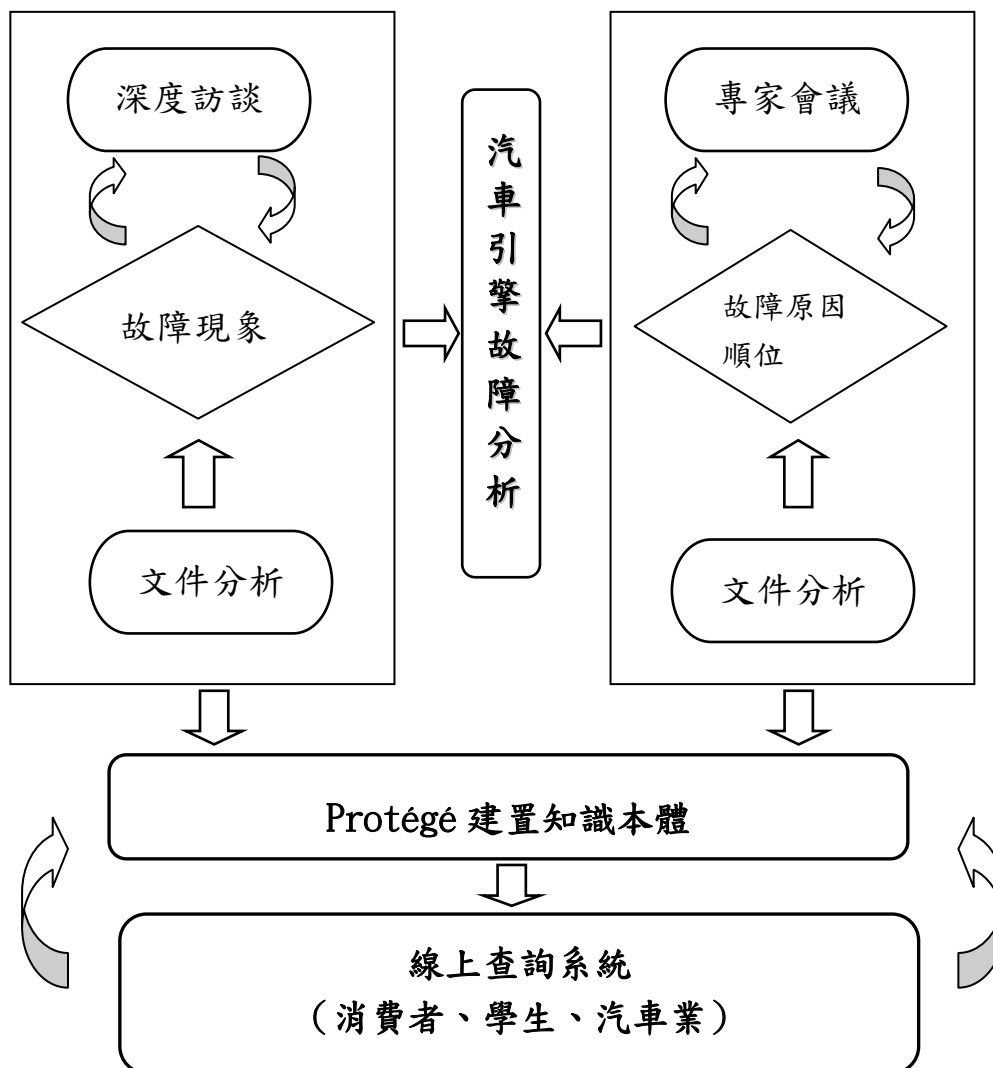 深度訪談
故障現象
文件分析
汽車引擎故障分析
專家會議
故障原因
順位
文件分析
Protégé 建置知識本體
線上查詢系統
（消費者、學生、汽車業）